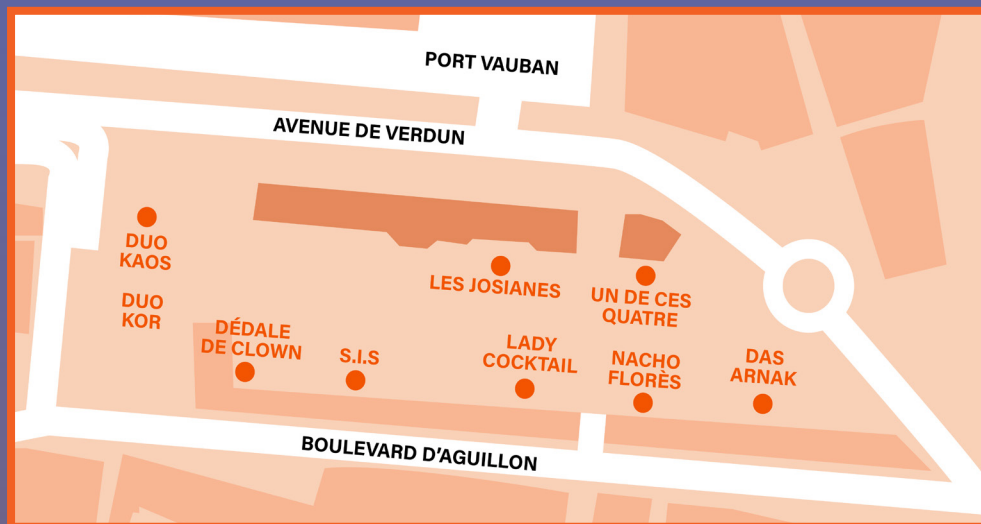 PORT VAUBAN
AVENUE DE VERDUN
DUO
KAOS
DUO
KOR
LES JOSIANES
UN DE CES
QUATRE
DÉDALE
DE CLOWN
S.I.S
LADY
COCKTAIL
NACHO
FLORÈS
DAS
ARNAK
BOULEVARD D'AGUILLON